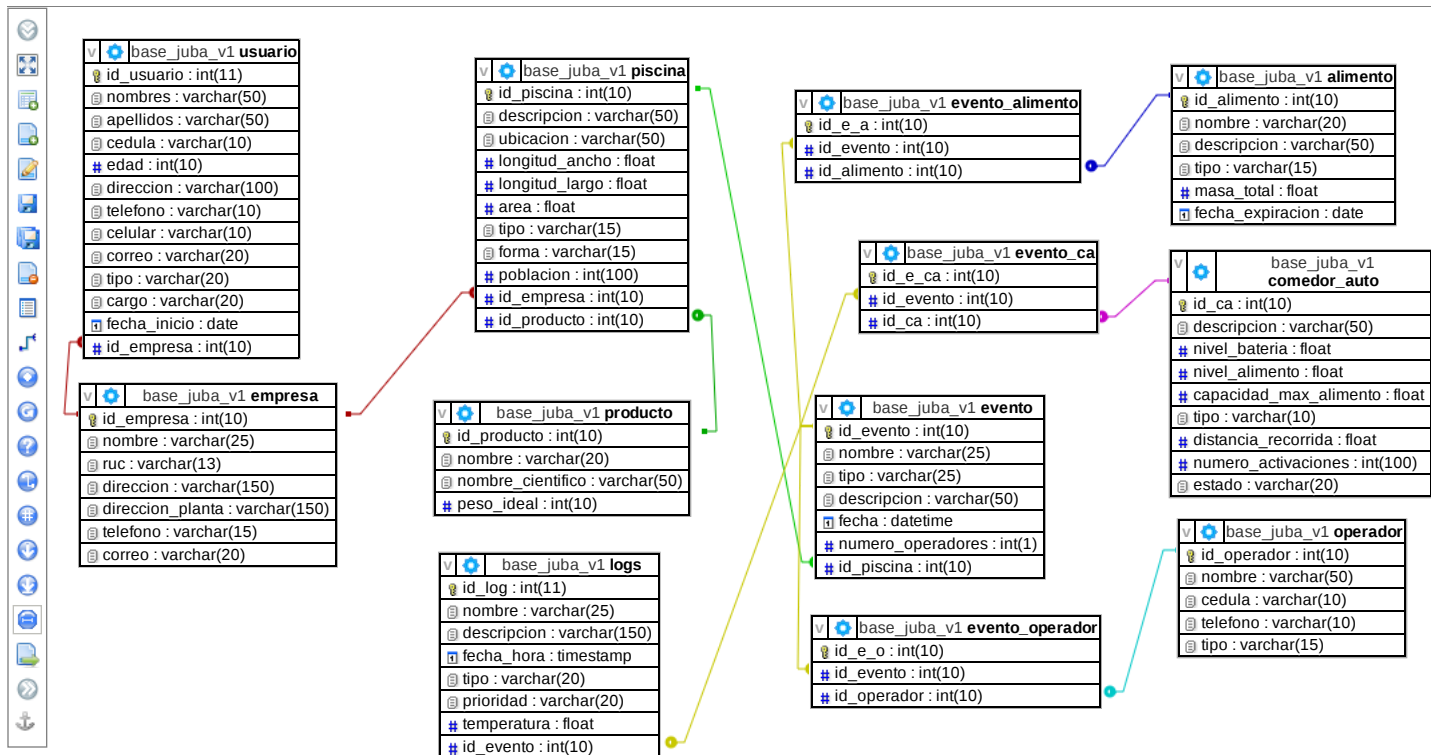 base_juba_v1 usuario
id_usuario : int(11)
nombres : varchar(50)
apellidos : varchar(50)
cedula : varchar(10)
# edad : int(10)
direccion : varchar(100)
telefono : varchar(10)
celular : varchar(10)
correo : varchar(20)
tipo : varchar(20)
cargo : varchar(20)
fecha_inicio : date
# id_empresa : int(10)
base_juba_v1 empresa
id_empresa : int(10)
nombre : varchar(25)
ruc : varchar(13)
direccion : varchar(150)
direccion_planta : varchar(150)
telefono : varchar(15)
correo : varchar(20)
base_juba_v1 piscina
id_piscina : int(10)
descripcion : varchar(50)
ubicacion : varchar(50)
# longitud_ancho : float
# longitud_largo : float
# area : float
tipo : varchar(15)
forma : varchar(15)
# poblacion : int(100)
# id_empresa : int(10)
# id_producto : int(10)
base_juba_v1 producto
id_producto : int(10)
nombre : varchar(20)
nombre_cientifico : varchar(50)
# peso_ideal : int(10)
base_juba_v1 logs
id_log : int(11)
nombre : varchar(25)
descripcion : varchar(150)
fecha_hora : timestamp
tipo : varchar(20)
prioridad : varchar(20)
# temperatura : float
# id_evento : int(10)
base_juba_v1 evento_alimento
id_e_a : int(10)
# id_evento : int(10)
# id_alimento : int(10)
base_juba_v1 evento_ca
id_e_ca : int(10)
# id_evento : int(10)
# id_ca : int(10)
base_juba_v1 evento
id_evento : int(10)
nombre : varchar(25)
tipo : varchar(25)
descripcion : varchar(50)
fecha : datetime
# numero_operadores : int(1)
# id_piscina : int(10)
base_juba_v1 evento_operador
id_e_o : int(10)
# id_evento : int(10)
# id_operador : int(10)
base_juba_v1 alimento
id_alimento : int(10)
nombre : varchar(20)
descripcion : varchar(50)
tipo : varchar(15)
# masa_total : float
fecha_expiracion : date
base_juba_v1
comedor_auto
id_ca : int(10)
descripcion : varchar(50)
# nivel_bateria : float
# nivel_alimento : float
# capacidad_max_alimento : float
tipo : varchar(10)
# distancia_recorrida : float
# numero_activaciones : int(100)
estado : varchar(20)
base_juba_v1 operador
id_operador : int(10)
nombre : varchar(50)
cedula : varchar(10)
telefono : varchar(10)
tipo : varchar(15)